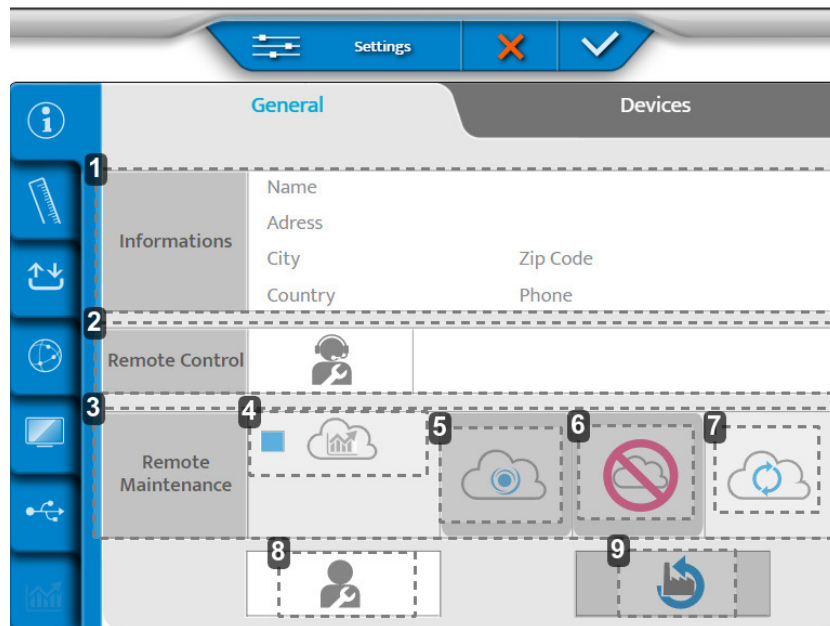 Settings
General
Devices
1
Informations
Name
Adress
City
Zip Code
Country
Phone
2
Remote Control
3
Remote
Maintenance
4
5
6
7
8
9